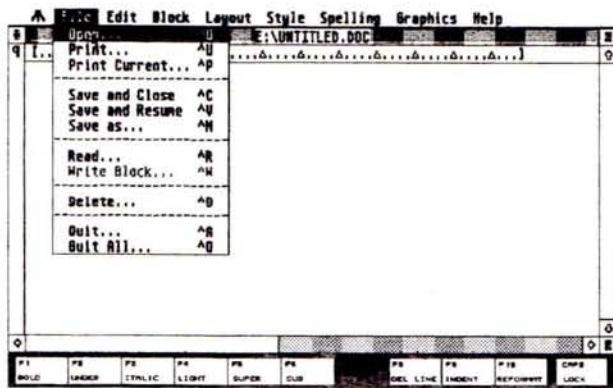 File Edit Block Layout Style Spelling Graphics Help
Open... ^O
E:\UNTITLED.DOC
Print... ^U
Print Current... ^P
Save and Close ^C
Save and Resume ^V
Save as... ^M
Read... ^R
Write Block... ^W
Delete... ^D
Quit... ^A
Quit All... ^Q
F1 BOLD
F2 UNDER
F3 ITALIC
F4 LIGHT
F5 SUPER
F6 SUB
F8 DEL LINE
F9 INDENT
F10 REFORMAT
CAPS LOCK